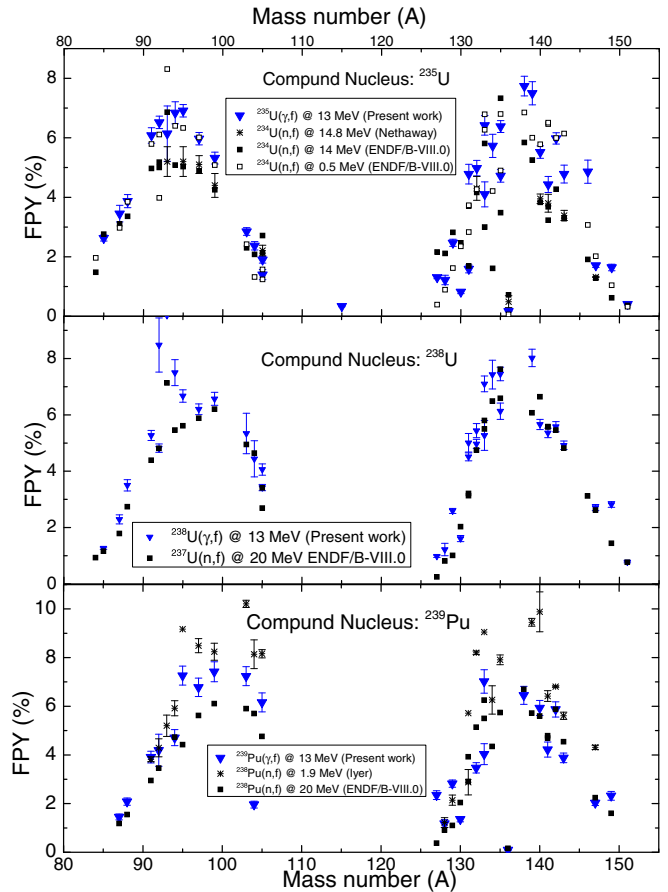 Mass number (A)
80 90 100 110 120 130 140 150
Compund Nucleus: ²³⁵U
²³⁵U(γ,f) @ 13 MeV (Present work)
²³⁴U(n,f) @ 14.8 MeV (Nethaway)
²³⁴U(n,f) @ 14 MeV (ENDF/B-VIII.0)
²³⁴U(n,f) @ 0.5 MeV (ENDF/B-VIII.0)
FPY (%)
8
6
4
2
0
Compund Nucleus: ²³⁸U
²³⁸U(γ,f) @ 13 MeV (Present work)
²³⁷U(n,f) @ 20 MeV ENDF/B-VIII.0
FPY (%)
8
6
4
2
0
Compund Nucleus: ²³⁹Pu
²³⁹Pu(γ,f) @ 13 MeV (Present work)
²³⁸Pu(n,f) @ 1.9 MeV (Iyer)
²³⁸Pu(n,f) @ 20 MeV (ENDF/B-VIII.0)
FPY (%)
10
8
6
4
2
0
80 90 100 110 120 130 140 150
Mass number (A)